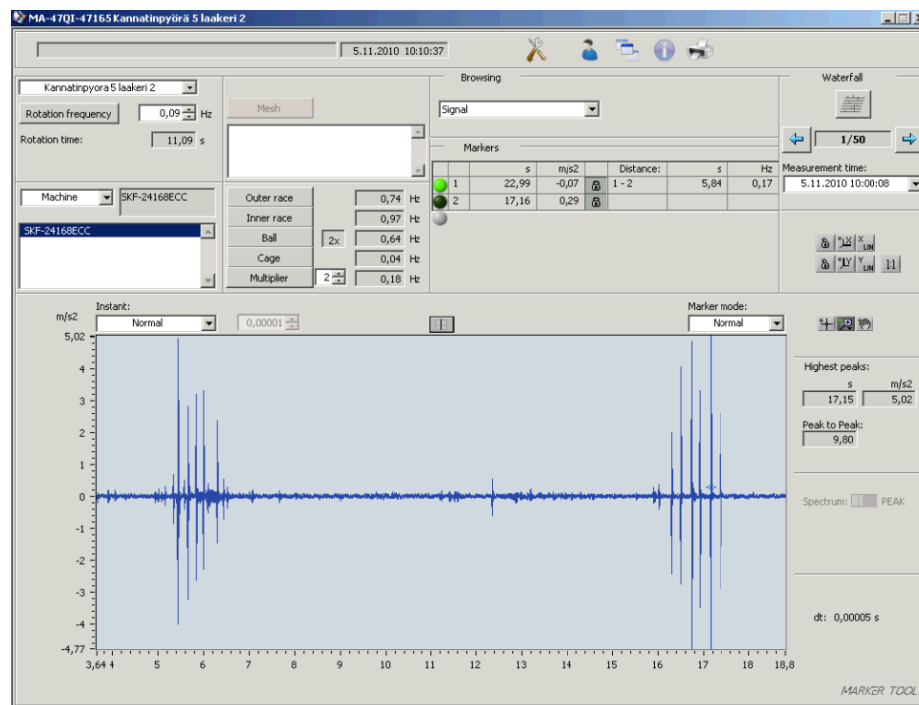 MA-47QI-47165 Kannatinpyörä 5 laakeri 2
5.11.2010 10:10:37
Kannatinpyora 5 laakeri 2
Rotation frequency 0,09 Hz
Rotation time: 11,09 s
Mesh
Machine SKF-24168ECC
SKF-24168ECC
Outer race 0,74 Hz
Inner race 0,97 Hz
Ball 2x 0,64 Hz
Cage 0,04 Hz
Multiplier 2 0,18 Hz
Browsing
Signal
Markers
s m/s2 Distance: s Hz
1 22,99 -0,07 1 - 2 5,84 0,17
2 17,16 0,29
Waterfall
1/50
Measurement time:
5.11.2010 10:00:08
X LIN
Y LIN 1:1
Instant:
Normal 0,00001
Marker mode:
Normal
m/s2
5,02
4
3
2
1
0
-1
-2
-3
-4
-4,77
3,64 4 5 6 7 8 9 10 11 12 13 14 15 16 17 18 18,8
Highest peaks:
s m/s2
17,15 5,02
Peak to Peak:
9,80
Spectrum: PEAK
dt: 0,00005 s
MARKER TOOL